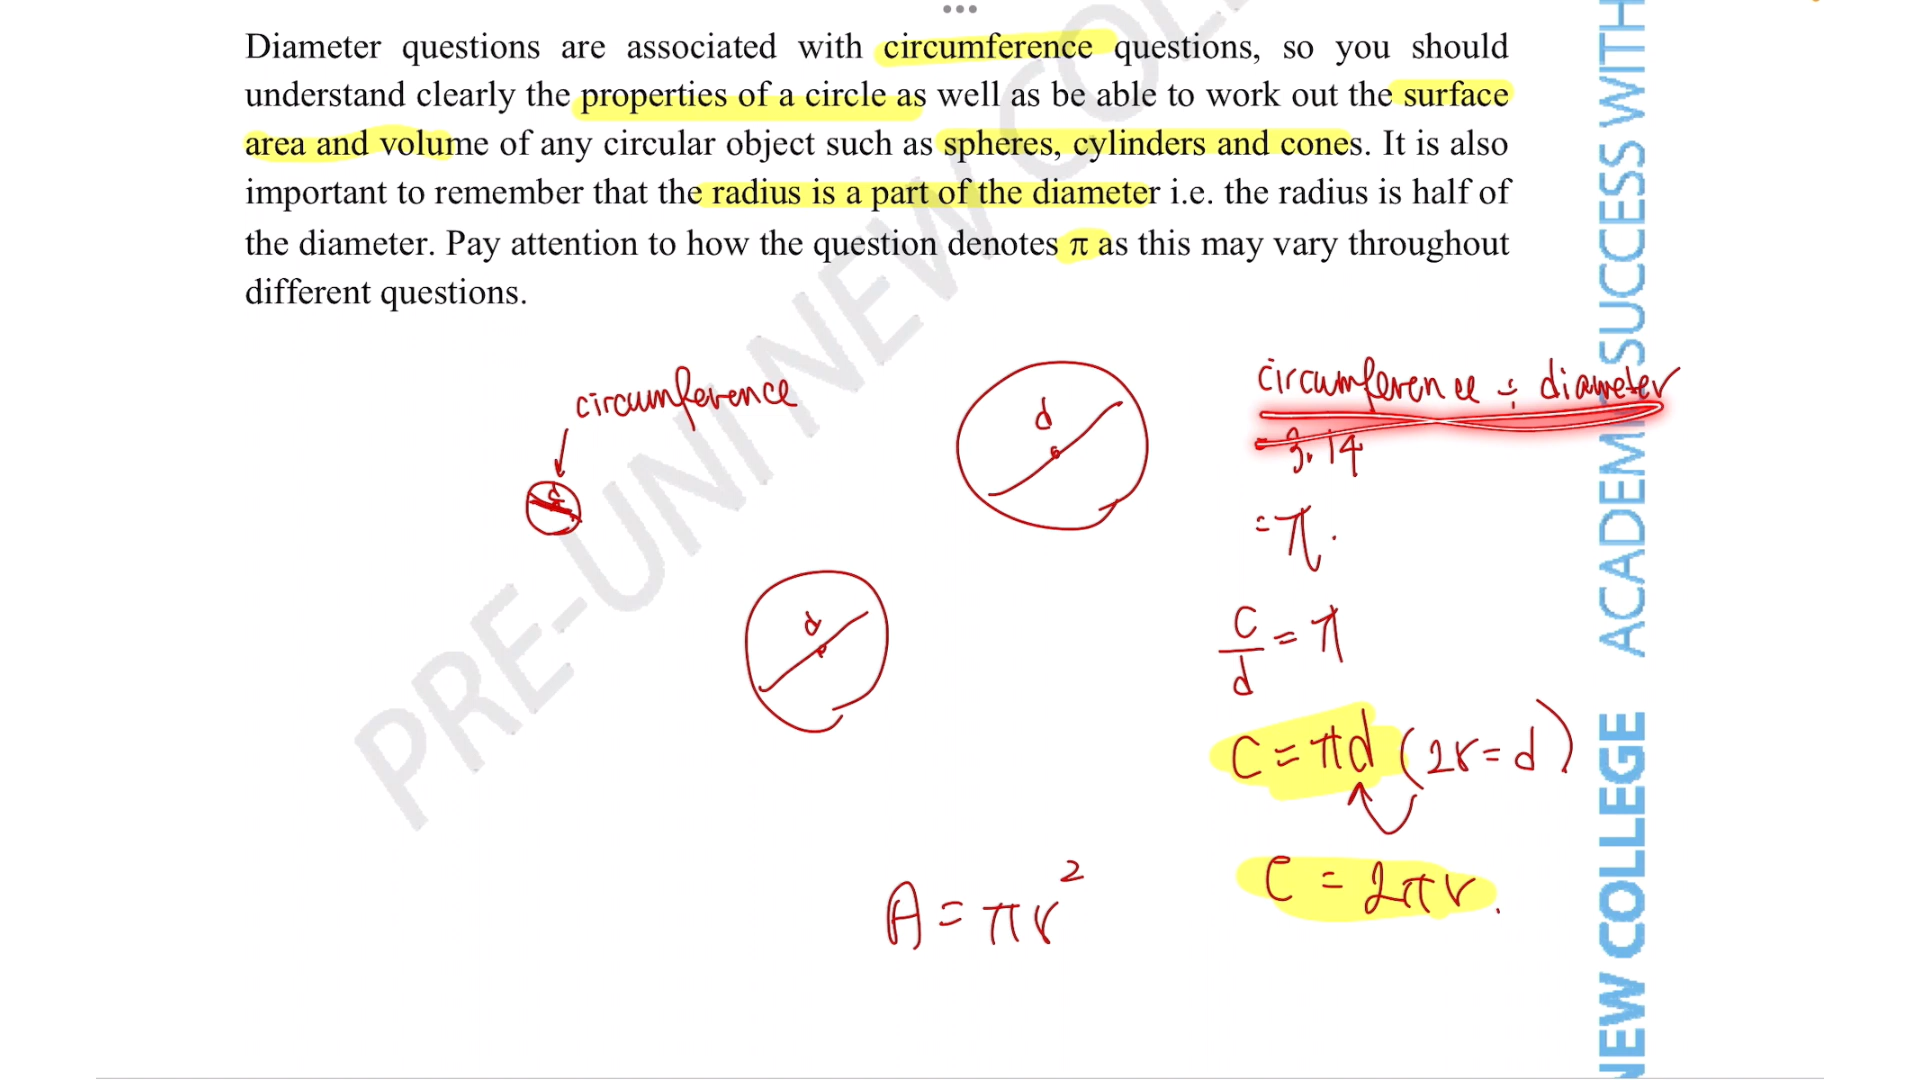 Diameter questions are associated with circumference questions, so you should
understand clearly the properties of a circle as well as be able to work out the surface
area and volume of any circular object such as spheres, cylinders and cones. It is also
important to remember that the radius is a part of the diameter i.e. the radius is half of
the diameter. Pay attention to how the question denotes π as this may vary throughout
different questions.
circumference
d
d
d
circumference ÷ diameter
= 3.14
= π.
C/d = π
C = πd (2r = d)
C = 2πr.
A = πr²
PRE-UNI NEW COL
NEW COLLEGE ACADEMI SUCCESS WITH